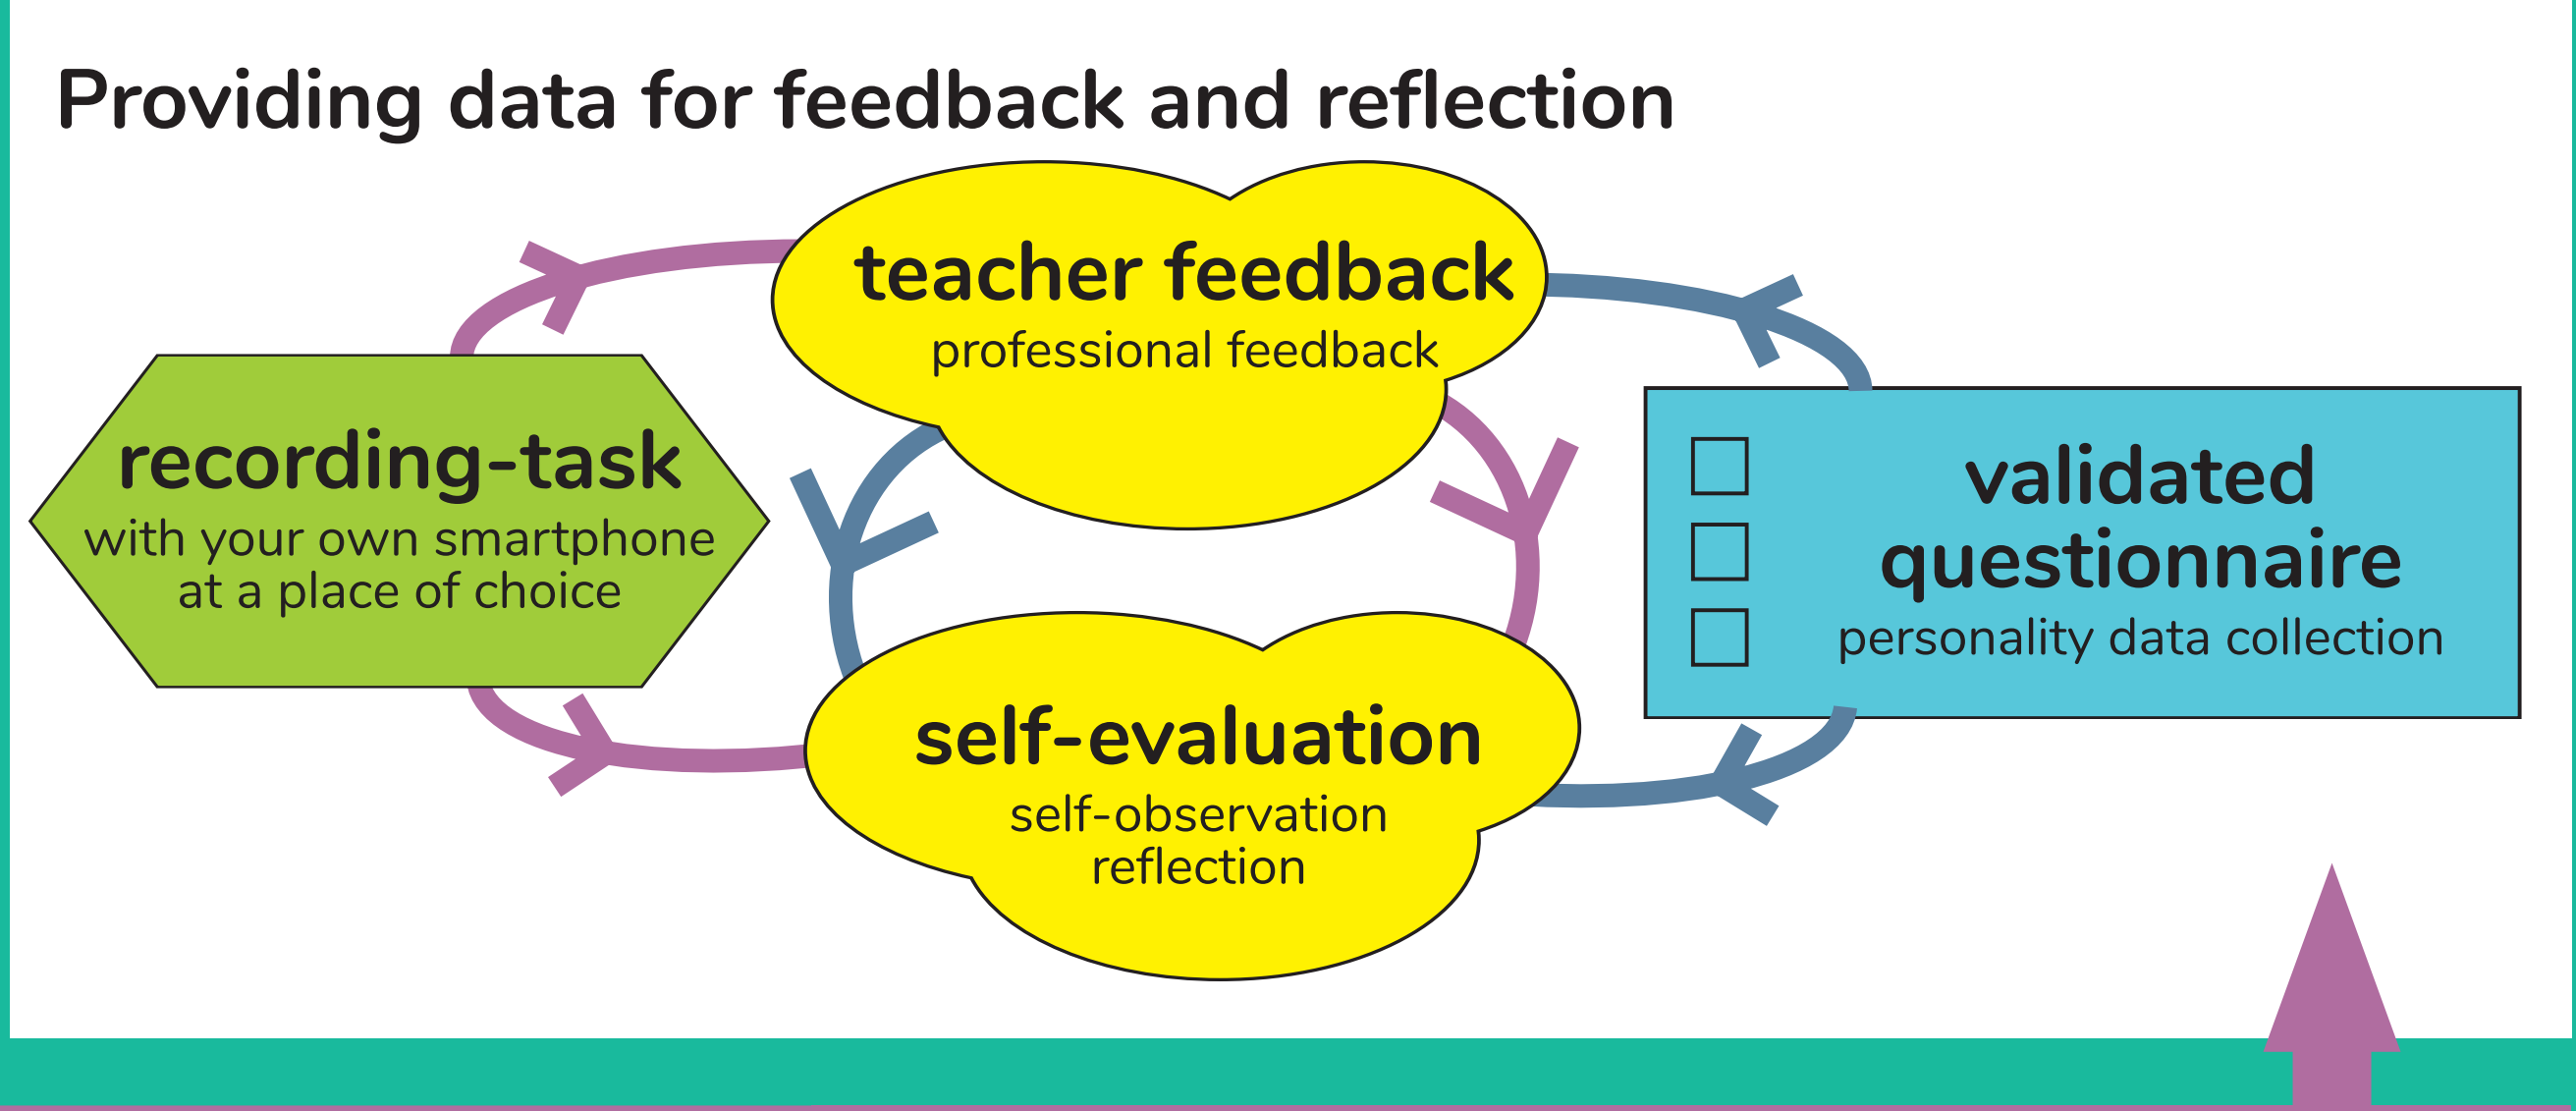 Providing data for feedback and reflection
teacher feedback
professional feedback
recording-task
with your own smartphone
at a place of choice
validated
questionnaire
personality data collection
self-evaluation
self-observation
reflection